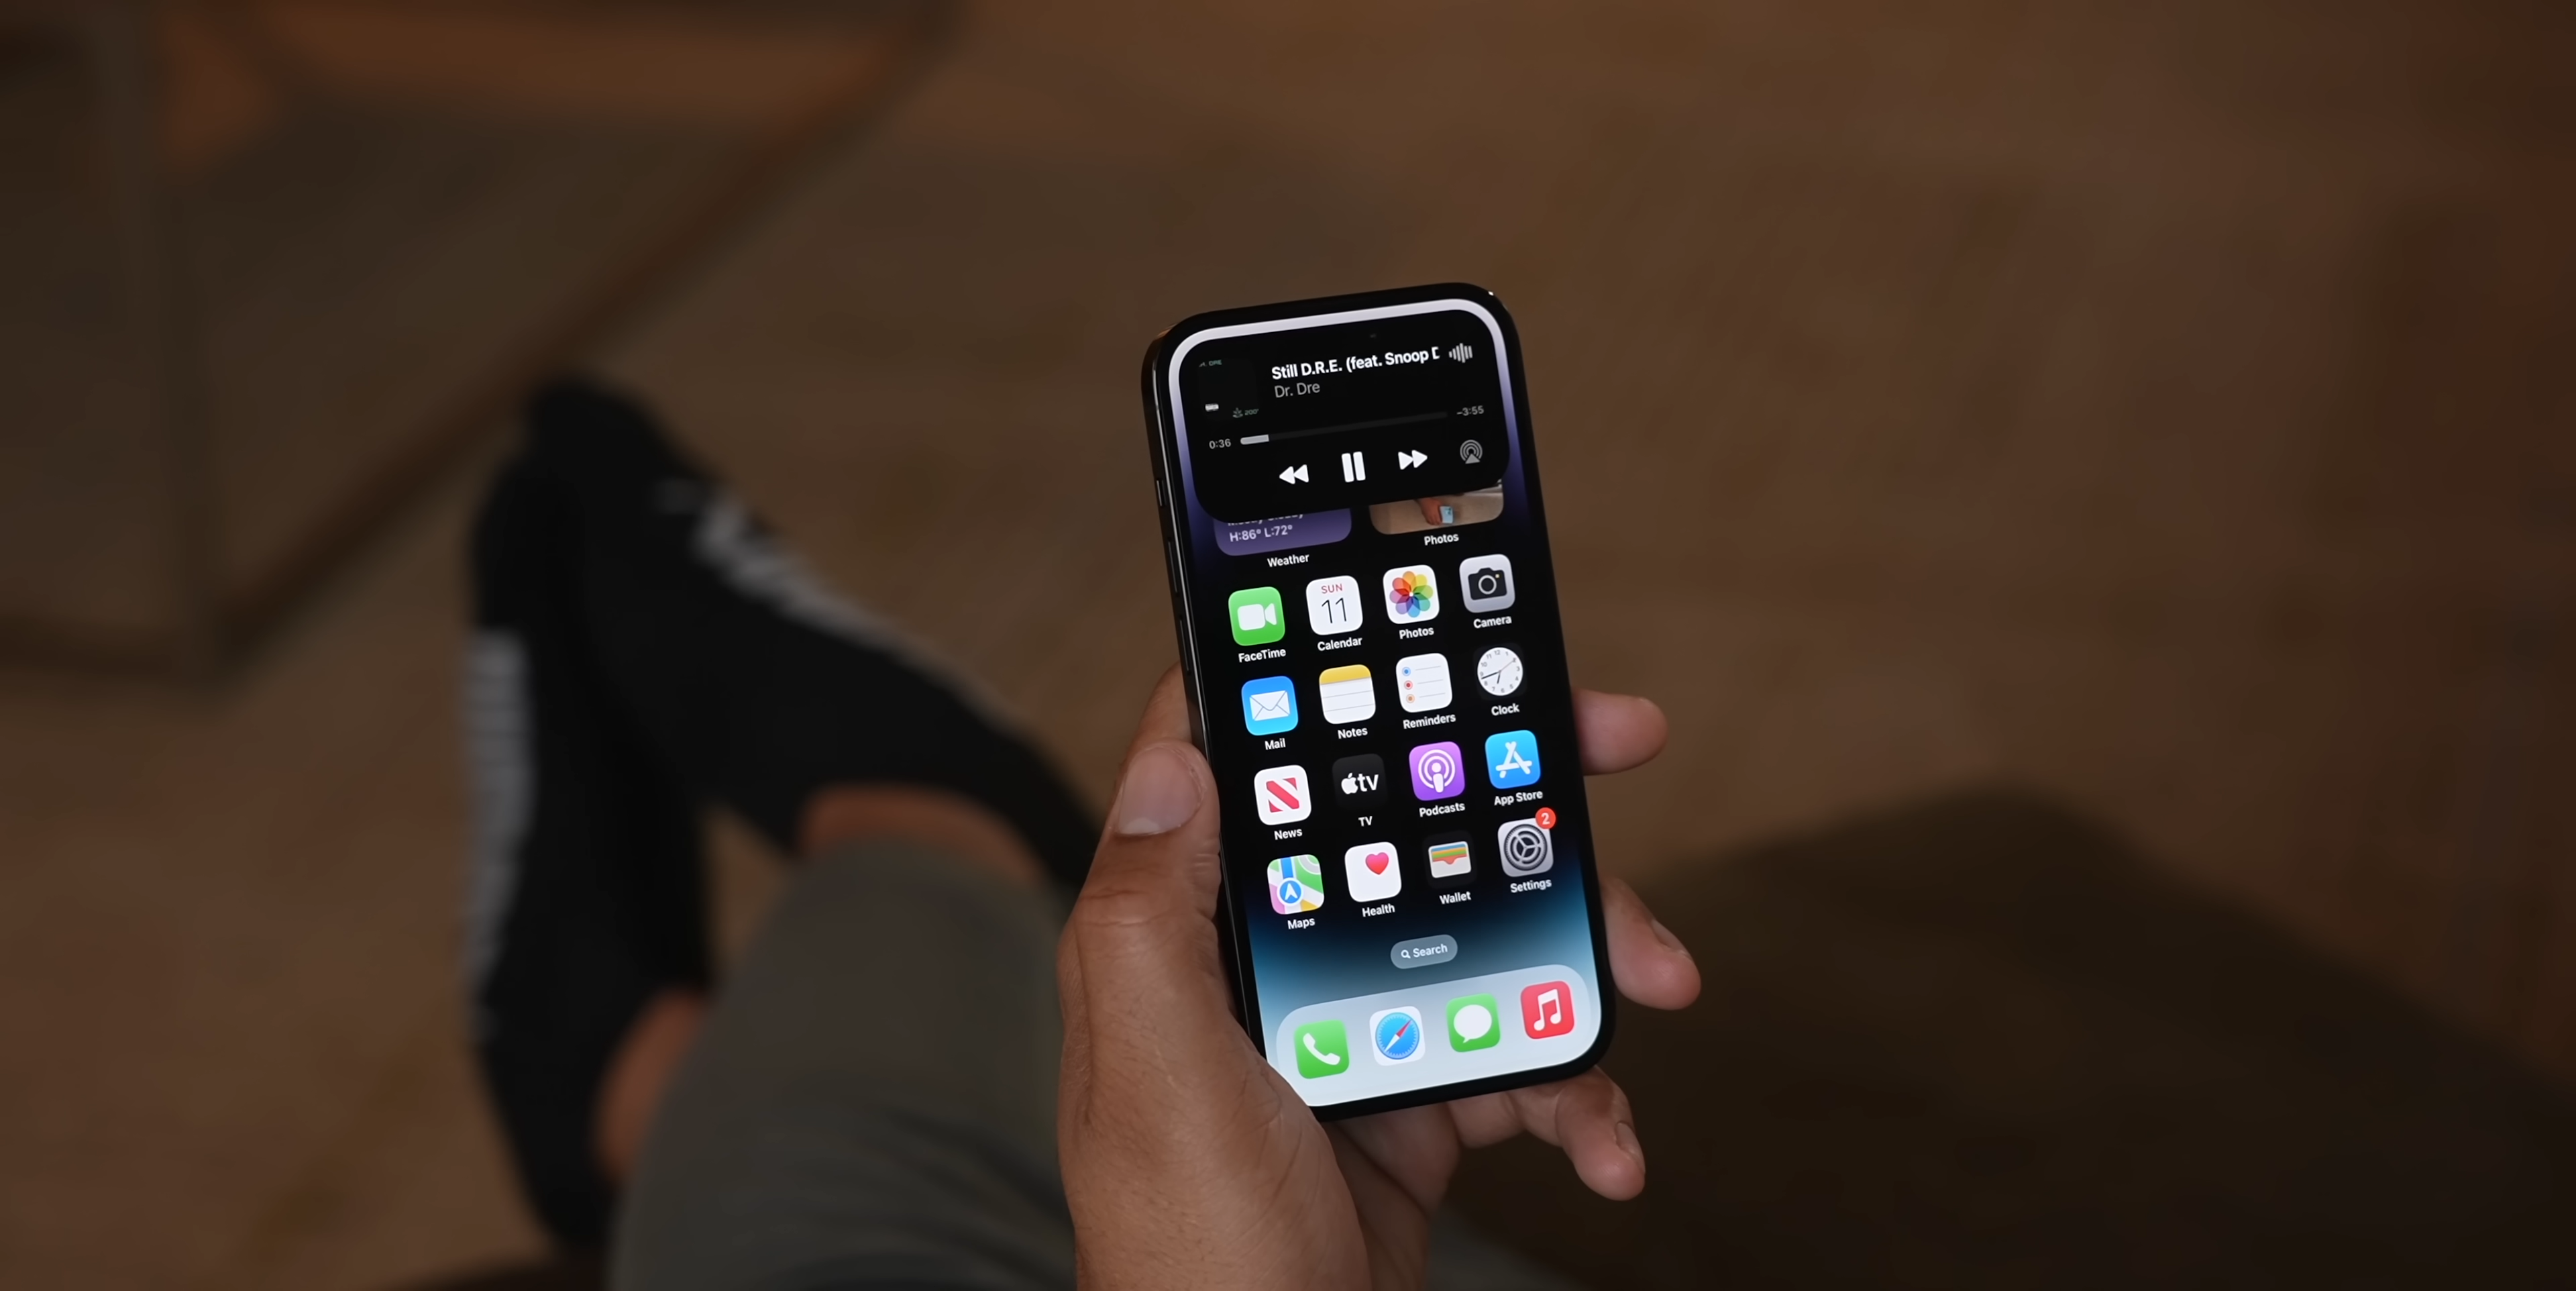 DRE
Still D.R.E. (feat. Snoop D
Dr. Dre
0:36
-3:55
H:86° L:72°
Weather
Photos
FaceTime
SUN
11
Calendar
Photos
Camera
Mail
Notes
Reminders
Clock
News
tv
TV
Podcasts
App Store
2
Maps
Health
Wallet
Settings
Search